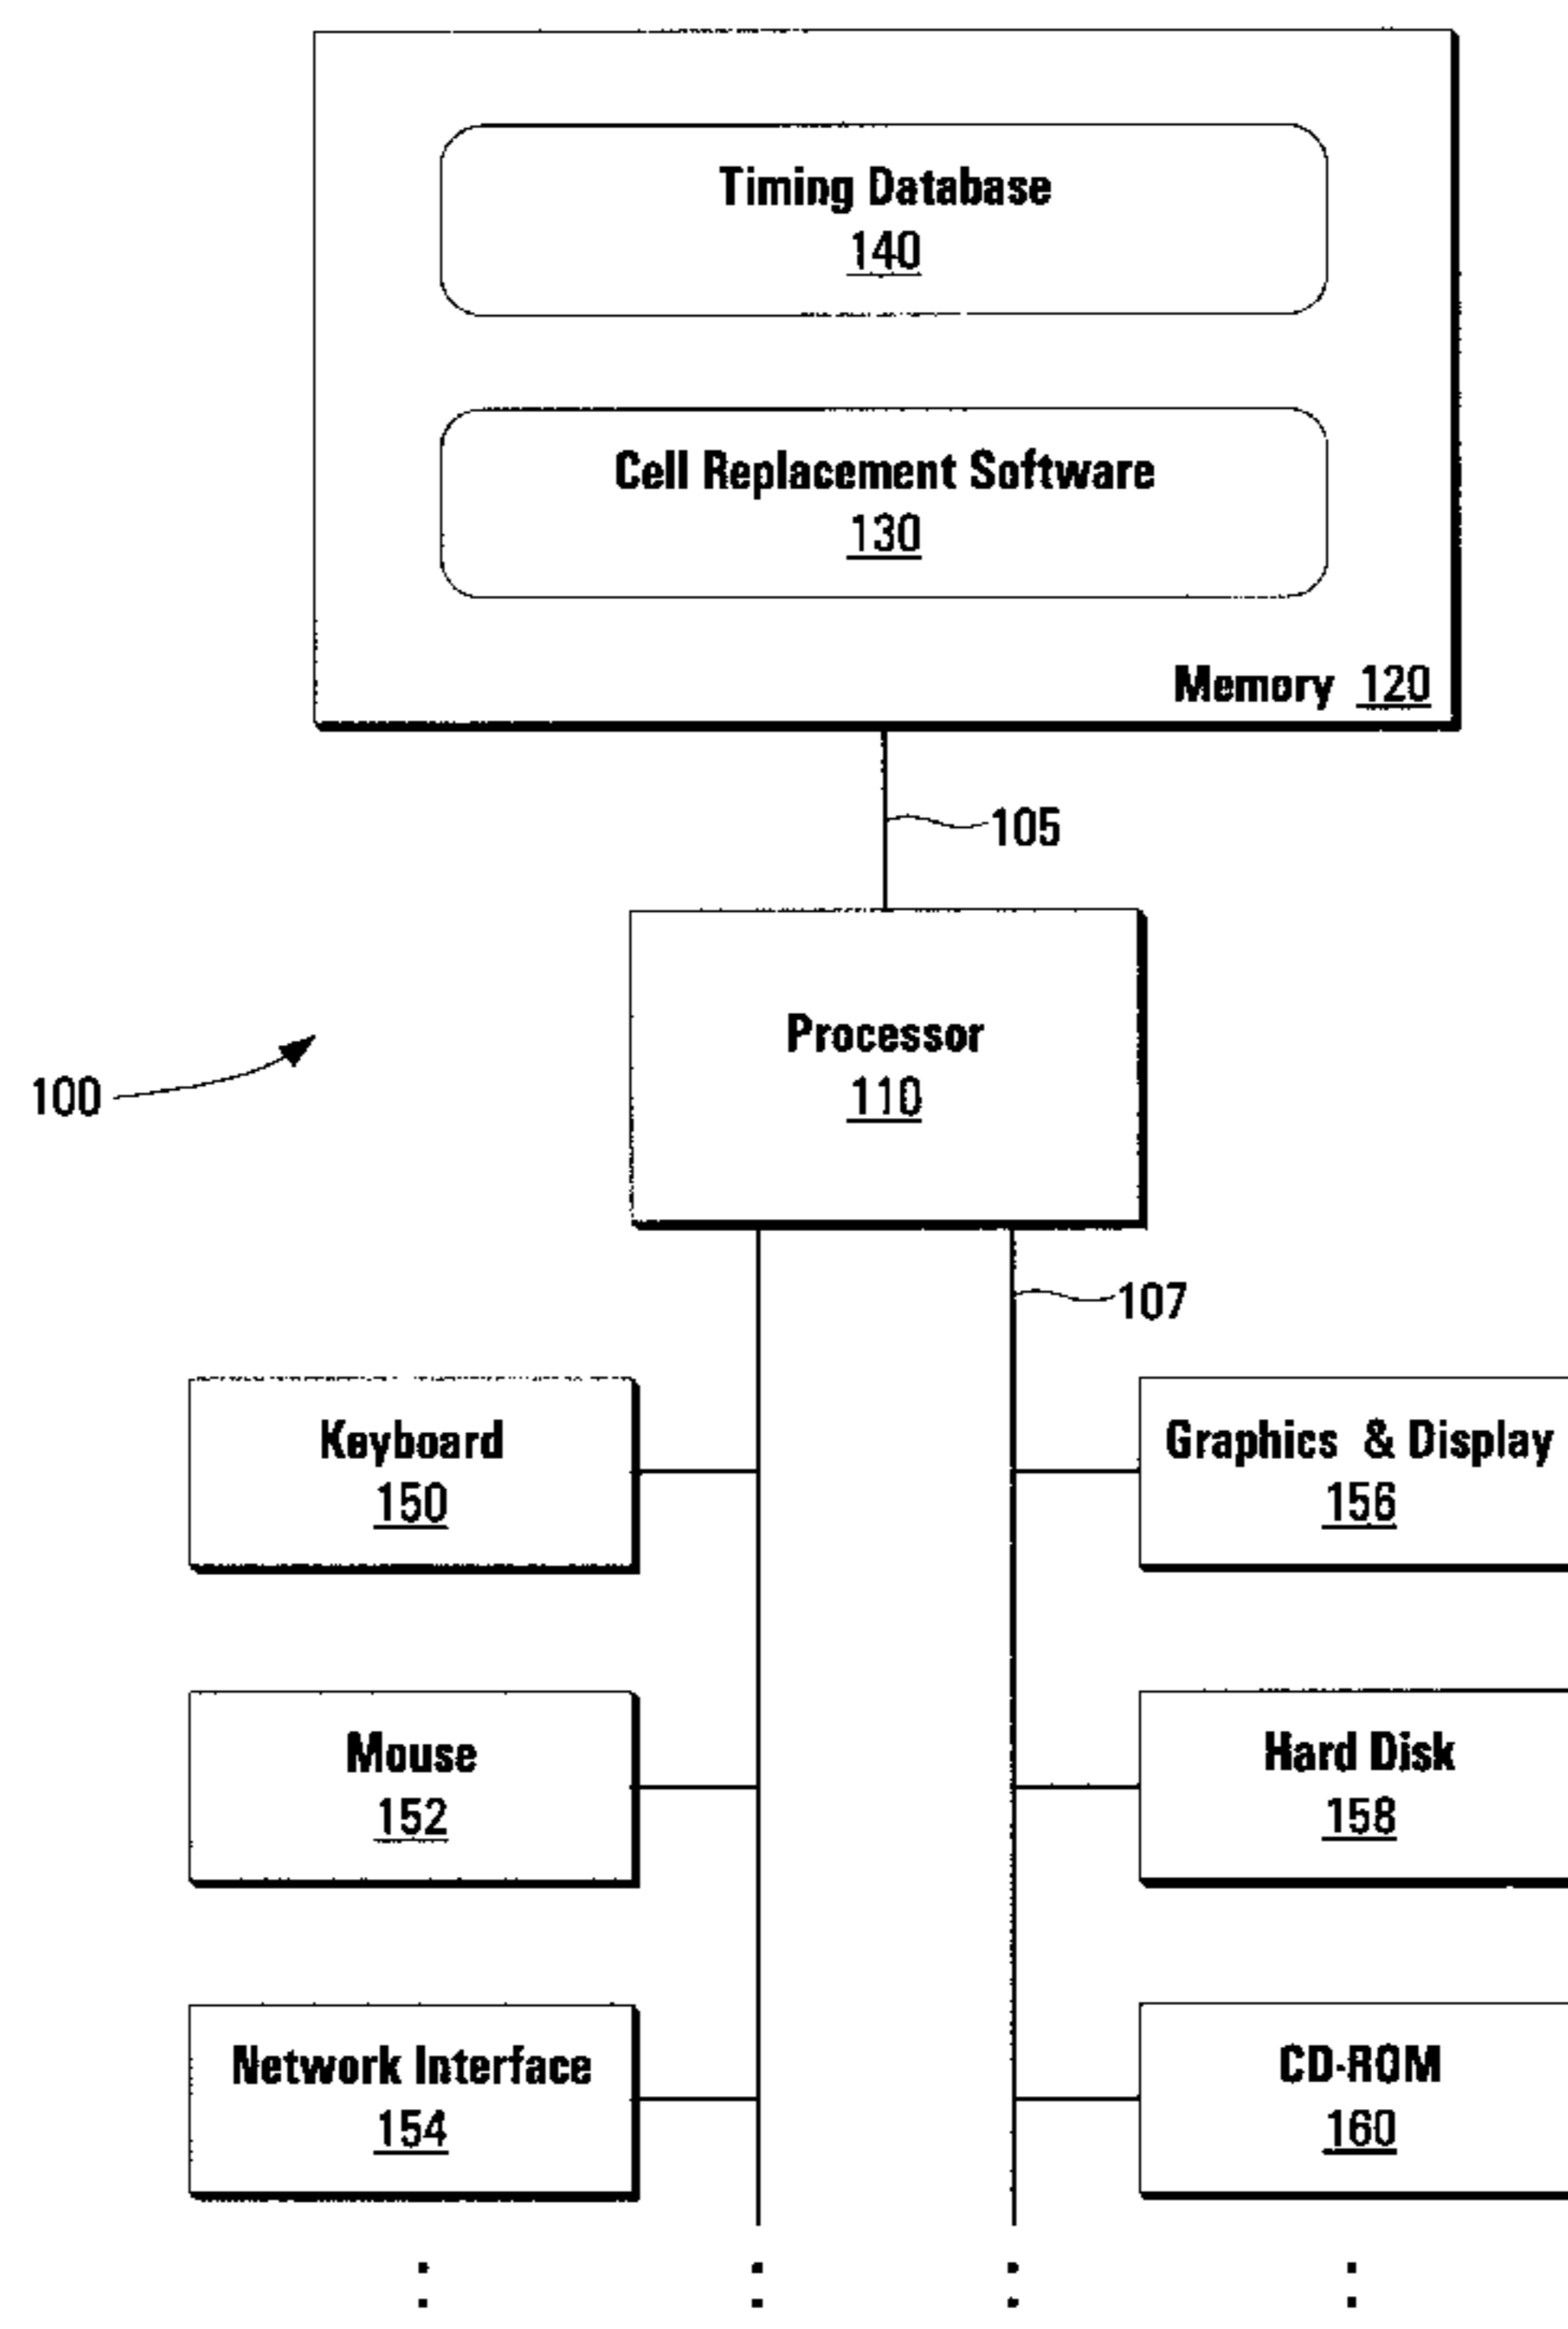 Timing Database
140
Cell Replacement Software
130
Memory 120
105
Processor
110
100
107
Keyboard
150
Graphics & Display
156
Mouse
152
Hard Disk
158
Network Interface
154
CD-ROM
160